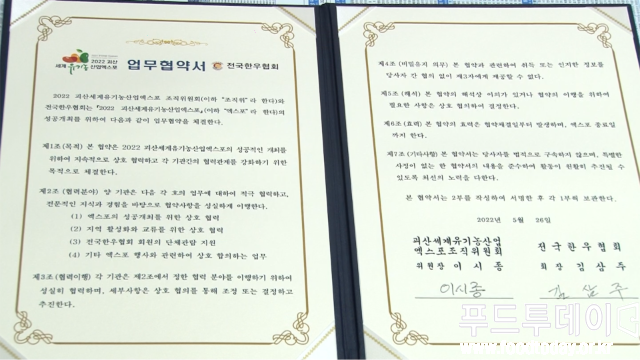 세계유기농 2022 괴산
산업엑스포
업무협약서
전국한우협회
2022 괴산세계유기농산업엑스포 조직위원회(이하 "조직위"라 한다)와
전국한우협회는 『2022 괴산세계유기농산업엑스포』(이하 "엑스포"라 한다)의
성공개최를 위하여 다음과 같이 업무협약을 체결한다.
제1조(목적) 본 협약은 2022 괴산세계유기농산업엑스포의 성공적인 개최를
위하여 지속적으로 상호 협력하고 각 기관간의 협력관계를 강화하기 위한
목적으로 체결한다.
제2조(협력분야) 양 기관은 다음 각 호의 업무에 대하여 적극 협력하고,
전문적인 지식과 경험을 바탕으로 협약사항을 성실하게 이행한다.
(1) 엑스포의 성공개최를 위한 상호 협력
(2) 지역 활성화와 교류를 위한 상호 협력
(3) 전국한우협회 회원의 단체관람 지원
(4) 기타 엑스포 행사와 관련하여 상호 합의하는 업무
제3조(협력이행) 각 기관은 제2조에서 정한 협력 분야를 이행하기 위하여
성실히 협력하며, 세부사항은 상호 협의를 통해 조정 또는 결정하고
추진한다.
제4조(비밀유지 의무) 본 협약과 관련하여 취득 또는 인지한 정보를
당사자 간 협의 없이 제3자에게 제공할 수 없다.
제5조(해석) 본 협약의 해석상 이의가 있거나 협약의 이행을 위하여
필요한 사항은 상호 협의하여 결정한다.
제6조(효력) 본 협약의 효력은 협약체결일부터 발생하며, 엑스포 종료일
까지 한다.
제7조(기타사항) 본 협약서는 당사자를 법적으로 구속하지 않으며, 특별한
사정이 없는 한 협약서의 내용을 준수하여 활동이 원활히 추진될 수
있도록 최선의 노력을 다한다.
본 협약서는 2부를 작성하여 서명한 후 각 1부씩 보관한다.
2022년 5월 26일
괴산세계유기농산업
엑스포조직위원회
위원장 이시종
이시종
전국한우협회
회장 김삼주
김삼주
푸드투데이